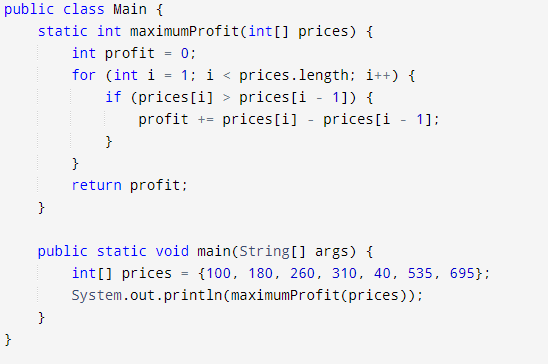 public class Main {
    static int maximumProfit(int[] prices) {
        int profit = 0;
        for (int i = 1; i < prices.length; i++) {
            if (prices[i] > prices[i - 1]) {
                profit += prices[i] - prices[i - 1];
            }
        }
        return profit;
    }

    public static void main(String[] args) {
        int[] prices = {100, 180, 260, 310, 40, 535, 695};
        System.out.println(maximumProfit(prices));
    }
}